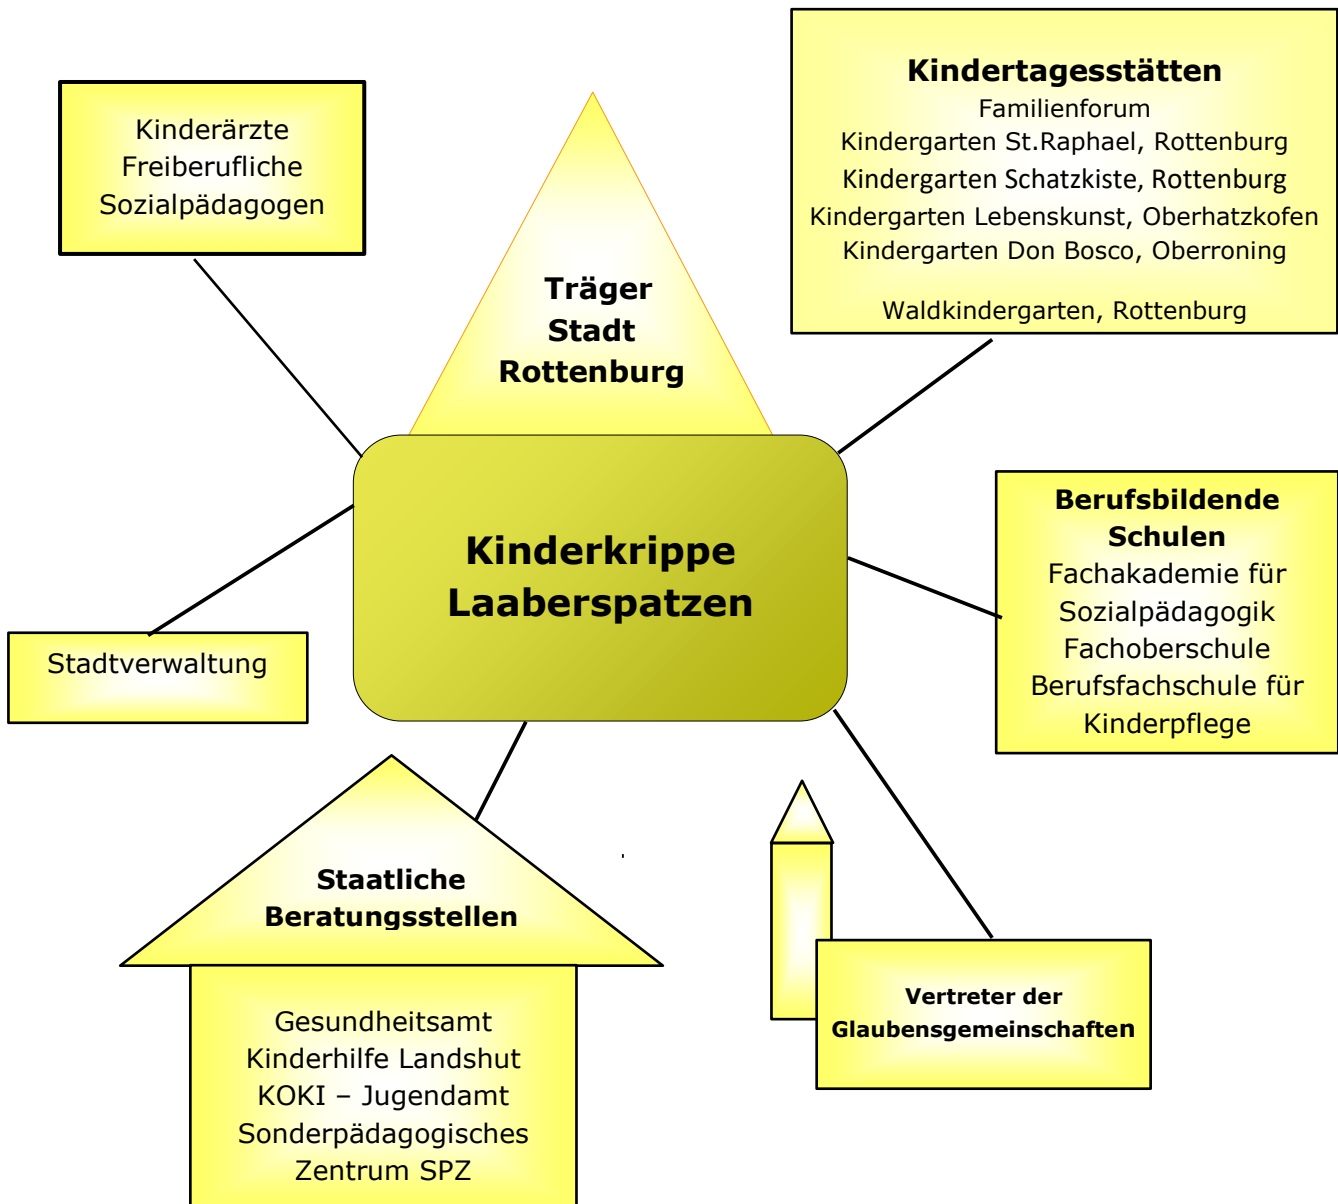 Kinderärzte
Freiberufliche
Sozialpädagogen
Träger
Stadt
Rottenburg
Kindertagesstätten
Familienforum
Kindergarten St.Raphael, Rottenburg
Kindergarten Schatzkiste, Rottenburg
Kindergarten Lebenskunst, Oberhatzkofen
Kindergarten Don Bosco, Oberroning
Waldkindergarten, Rottenburg
Kinderkrippe
Laaberspatzen
Berufsbildende
Schulen
Fachakademie für
Sozialpädagogik
Fachoberschule
Berufsfachschule für
Kinderpflege
Stadtverwaltung
Staatliche
Beratungsstellen
Gesundheitsamt
Kinderhilfe Landshut
KOKI – Jugendamt
Sonderpädagogisches
Zentrum SPZ
Vertreter der
Glaubensgemeinschaften